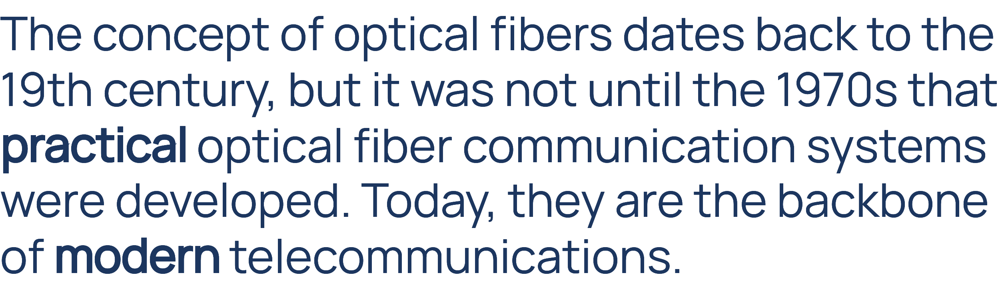 The concept of optical fibers dates back to the
19th century, but it was not until the 1970s that
practical optical fiber communication systems
were developed. Today, they are the backbone
of modern telecommunications.